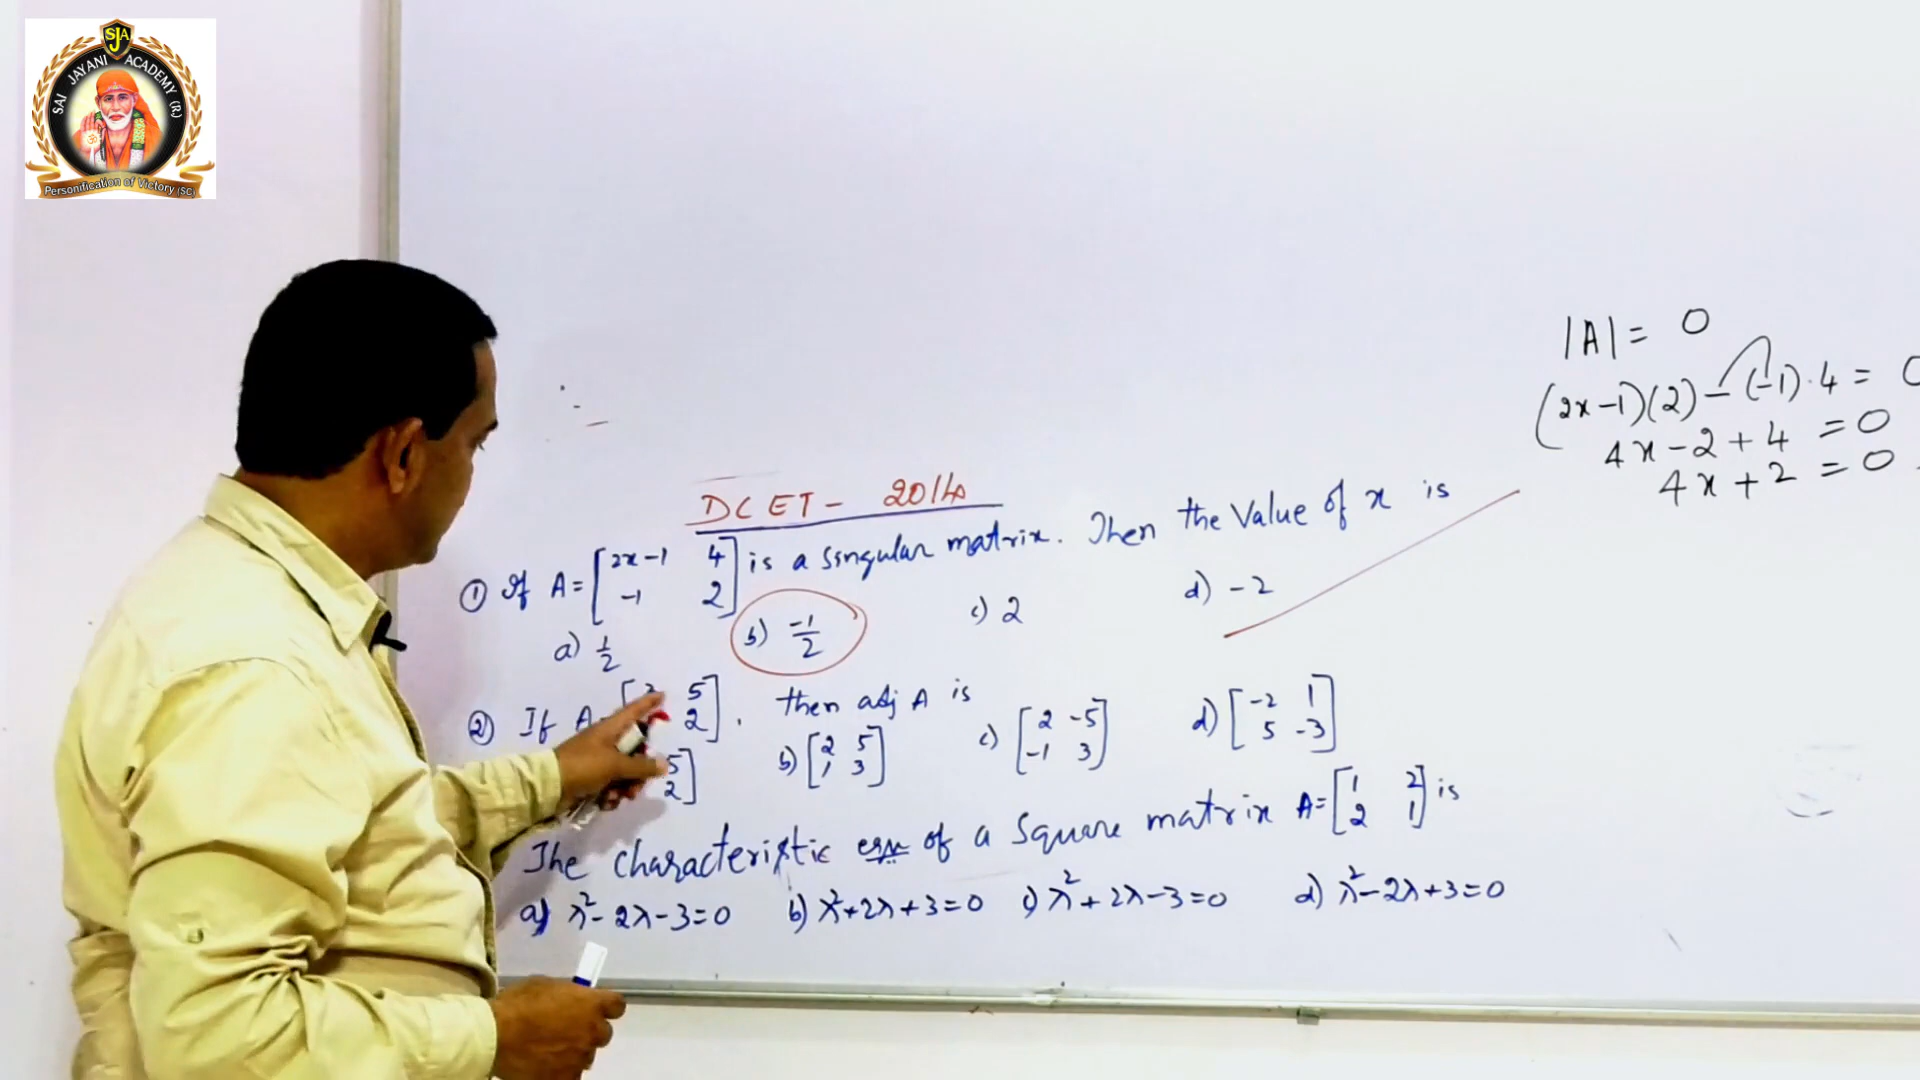 SJA
SAI JAYANI ACADEMY (R.)
Personification of Victory (SC)
|A| = 0
(2x-1)(2) - (-1)·4 = 0
4x - 2 + 4 = 0
4x + 2 = 0
DCET - 2014
① If A = [2x-1 4 -1 2] is a singular matrix. Then the Value of x is
a) 1/2 b) -1/2 c) 2 d) -2
② If A = [ 5 2]. then adj A is
5 2] b) [2 5 1 3] c) [2 -5 -1 3] d) [-2 1 5 -3]
The characteristic eqn of a Square matrix A = [1 2 2 1] is
a) λ²- 2λ - 3 = 0 b) λ²+2λ+3=0 c) λ²+2λ-3=0 d) λ²-2λ+3=0